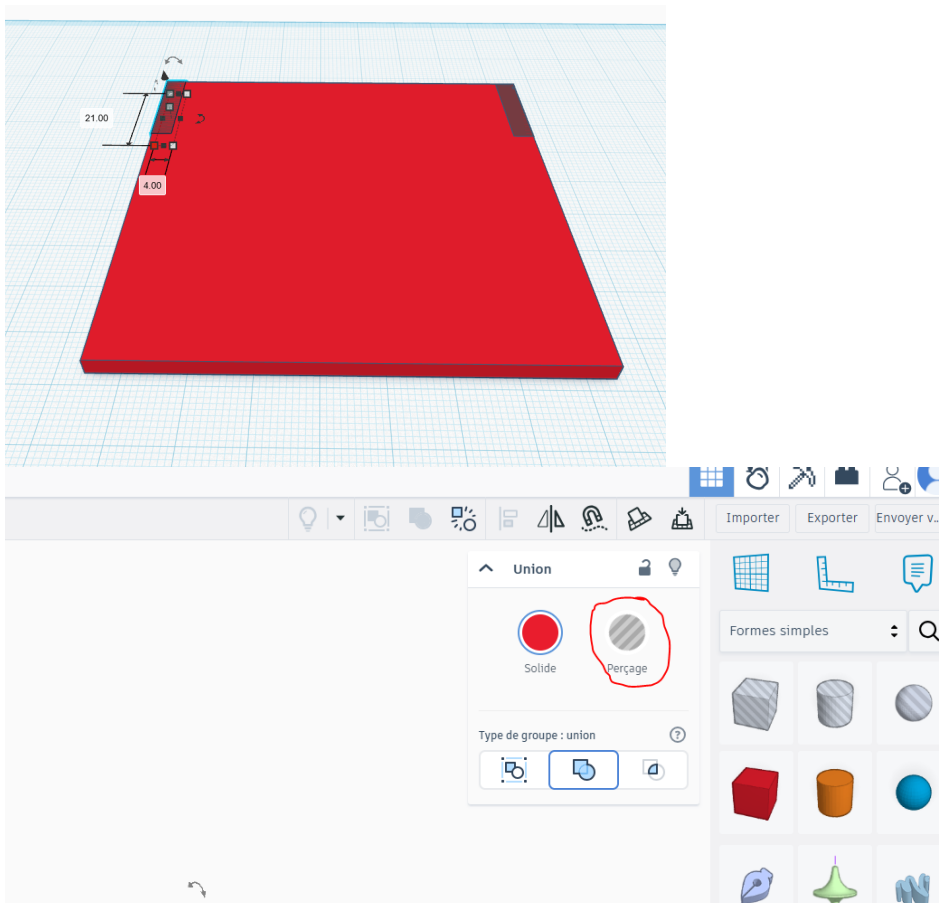 21.00
4.00
Importer
Exporter
Envoyer v...
Union
Solide
Perçage
Type de groupe : union
?
Formes simples